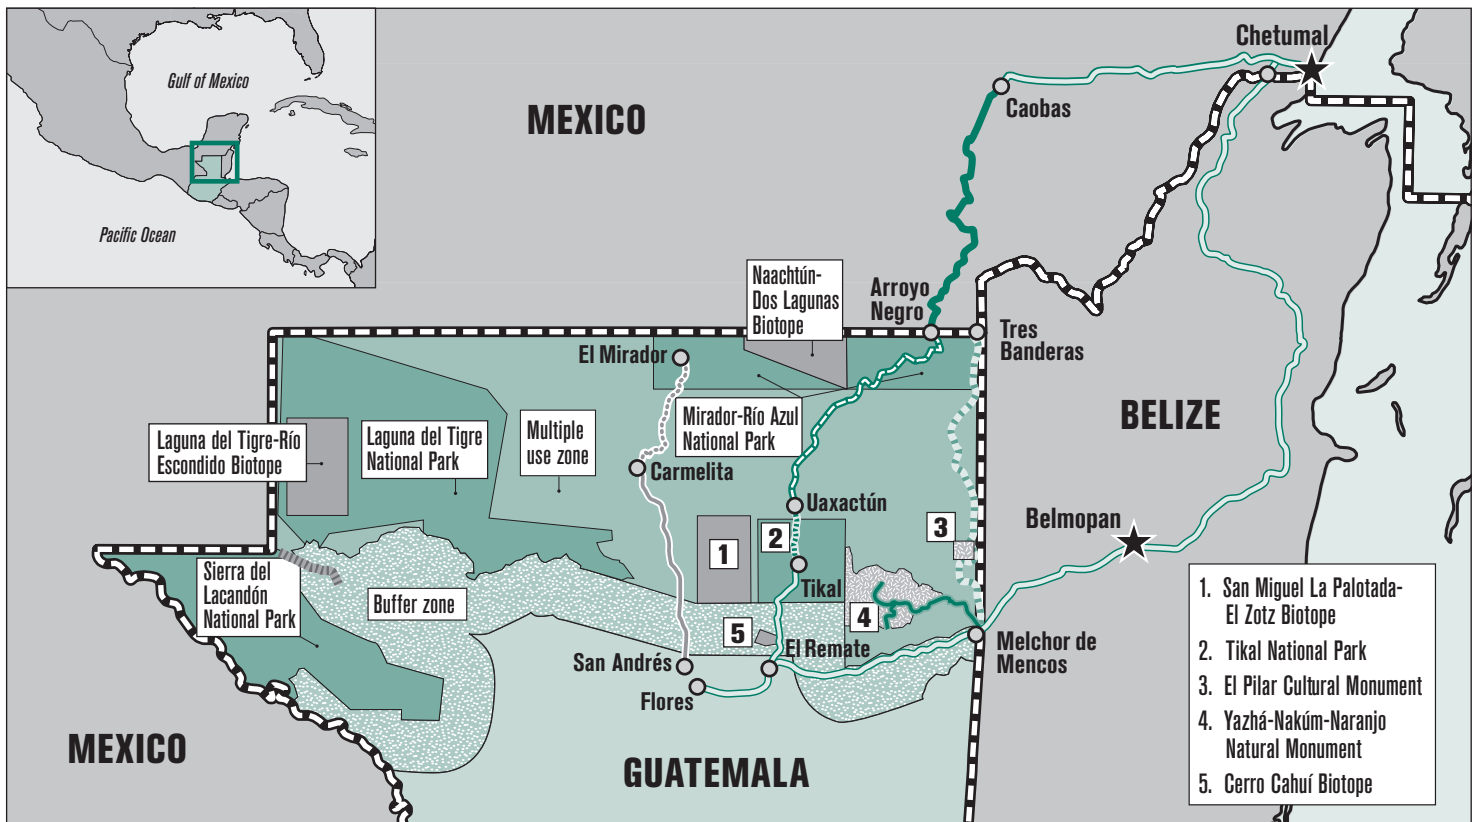 Gulf of Mexico
Pacific Ocean
MEXICO
Chetumal
Caobas
Naachtún-
Dos Lagunas
Biotope
Arroyo
Negro
Tres
Banderas
El Mirador
BELIZE
Laguna del Tigre-Río
Escondido Biotope
Laguna del Tigre
National Park
Multiple
use zone
Mirador-Río Azul
National Park
Carmelita
Uaxactún
Belmopan
1
2
3
Sierra del
Lacandón
National Park
Buffer zone
Tikal
4
5
El Remate
San Andrés
Flores
Melchor de
Mencos
MEXICO
GUATEMALA
1. San Miguel La Palotada-
El Zotz Biotope
2. Tikal National Park
3. El Pilar Cultural Monument
4. Yazhá-Nakúm-Naranjo
Natural Monument
5. Cerro Cahuí Biotope